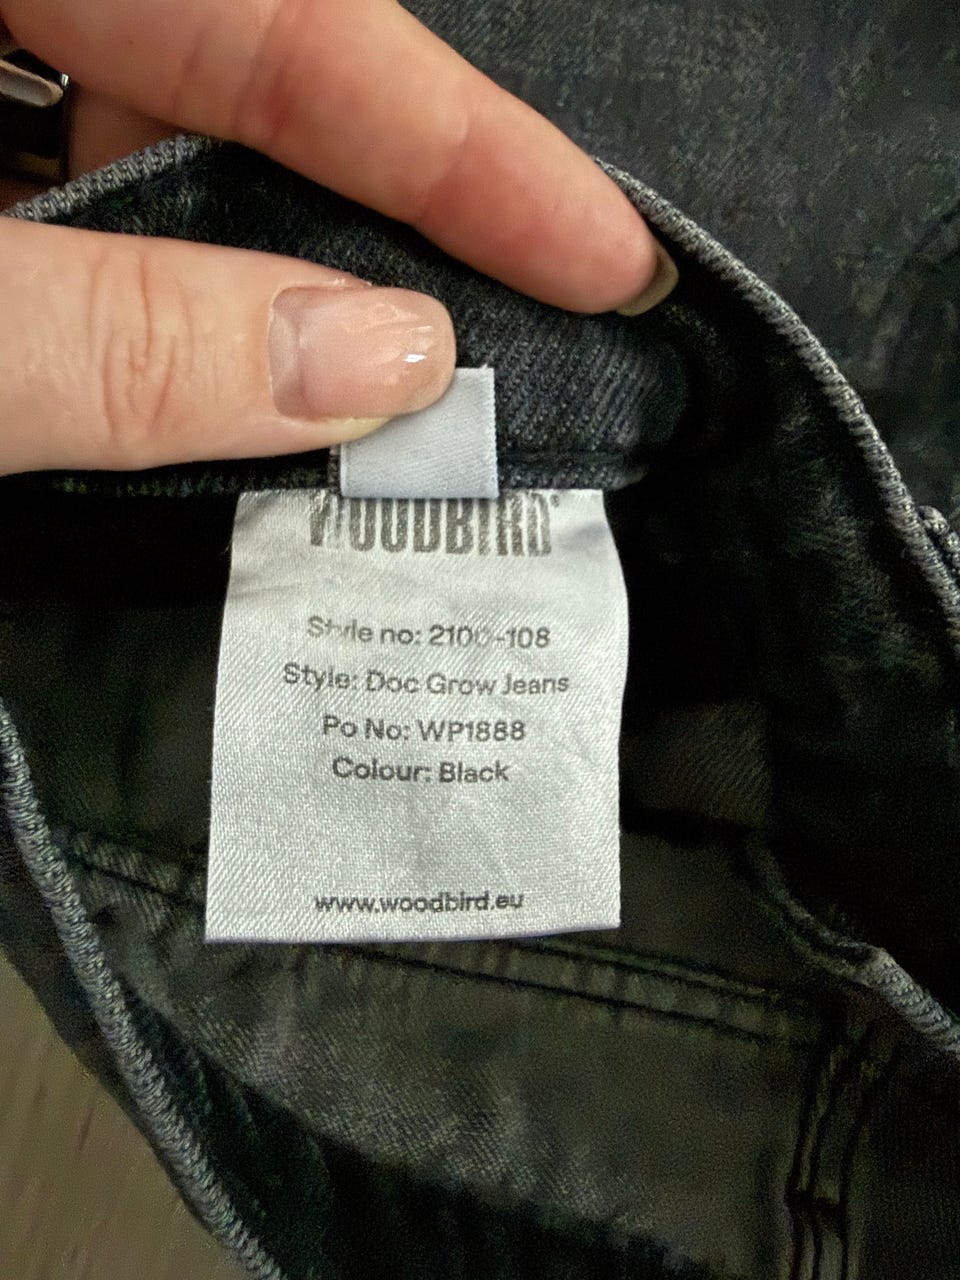 WOODBIRD
Style no: 2100-108
Style: Doc Grow Jeans
Po No: WP1888
Colour: Black
www.woodbird.eu